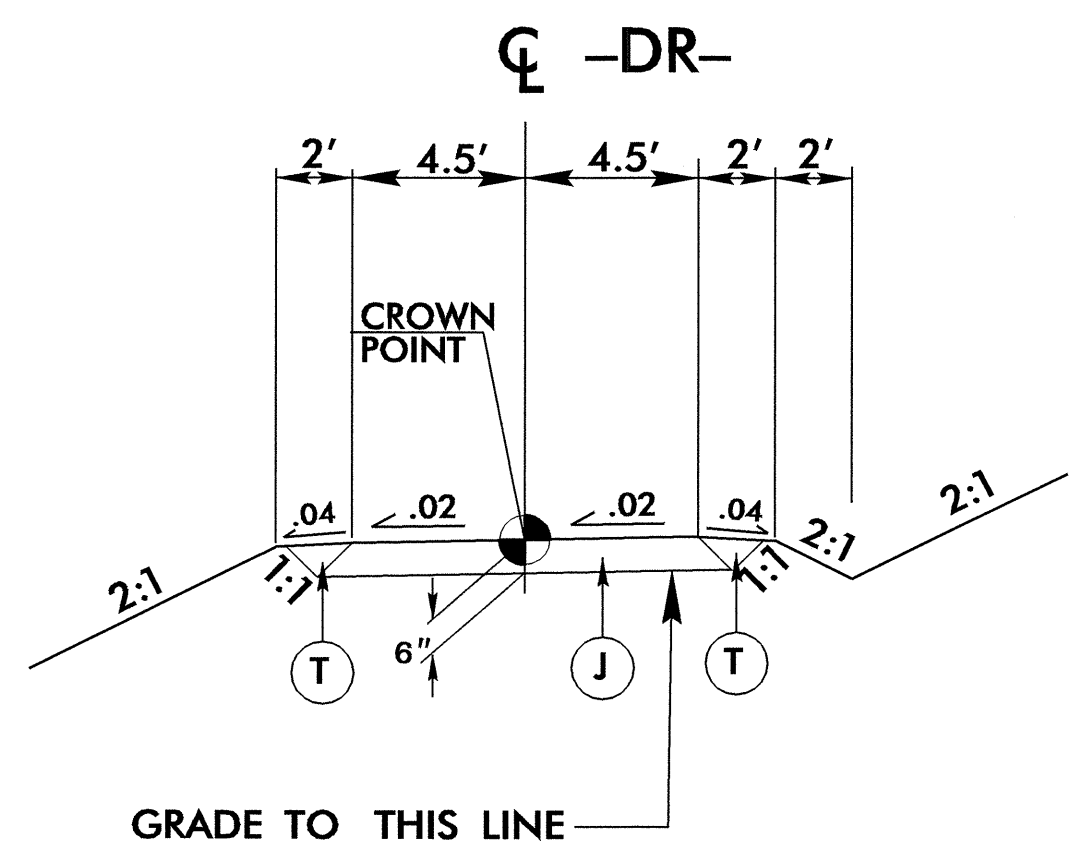 ℄ –DR–
2' 4.5' 4.5' 2' 2'
CROWN
POINT
.04 .02 .02 .04
2:1 1:1 1:1 2:1 2:1
6"
T J T
GRADE TO THIS LINE